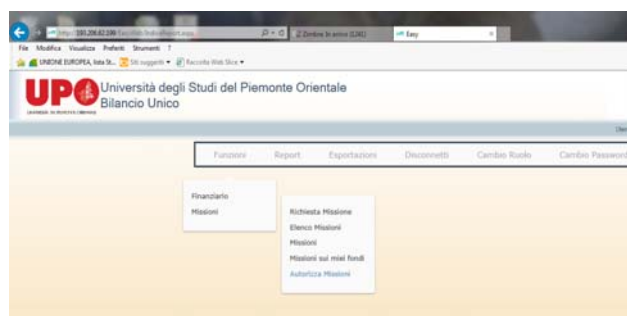 Easy
File Modifica Visualizza Preferiti Strumenti ?
UNIONE EUROPEA, lista St... Siti suggeriti Raccolta Web Slice
UPO
Università degli Studi del Piemonte Orientale
Bilancio Unico
Funzioni Report Esportazioni Disconnetti Cambio Ruolo Cambio Password
Finanziario
Missioni
Richiesta Missione
Elenco Missioni
Missioni
Missioni sui miei fondi
Autorizza Missioni